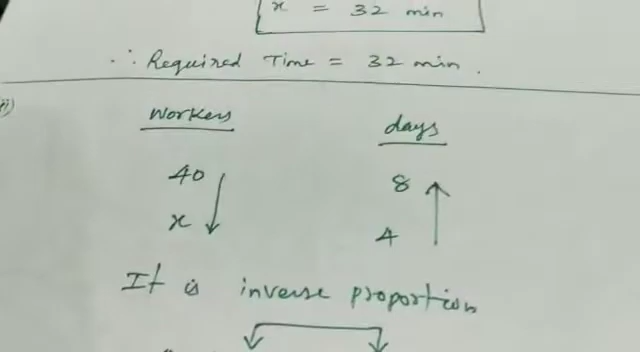 x = 32 min
∴ Required Time = 32 min.
Workers days
40 8
x 4
It is inverse proportion